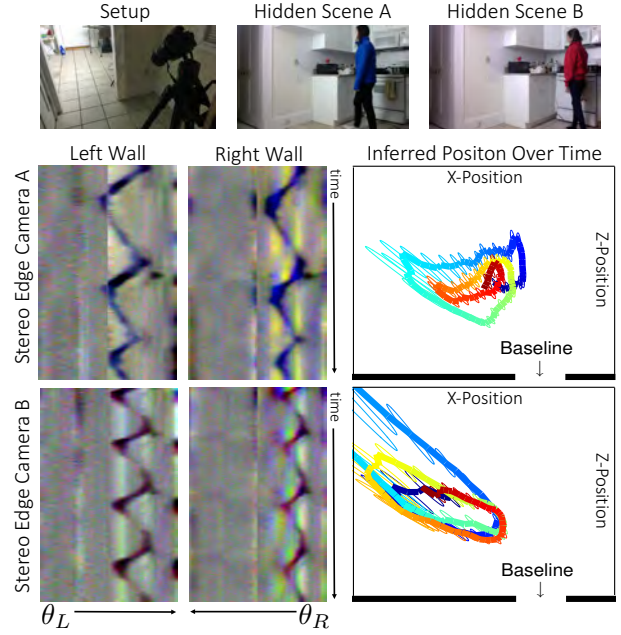 Setup
Hidden Scene A
Hidden Scene B
Left Wall
Right Wall
Inferred Positon Over Time
Stereo Edge Camera A
time
X-Position
Z-Position
Baseline
↓
Stereo Edge Camera B
time
X-Position
Z-Position
Baseline
↓
θL
θR